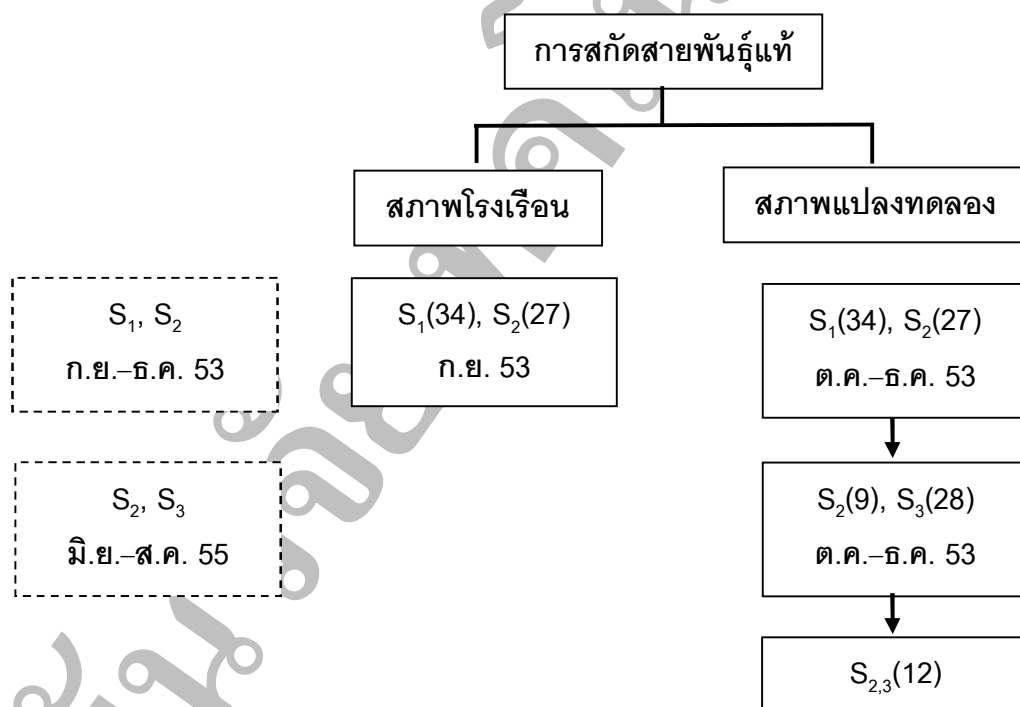 การสกัดสายพันธุ์แท้
สภาพโรงเรือน
สภาพแปลงทดลอง
S₁, S₂
ก.ย.–ธ.ค. 53
S₁(34), S₂(27)
ก.ย. 53
S₁(34), S₂(27)
ต.ค.–ธ.ค. 53
S₂, S₃
มิ.ย.–ส.ค. 55
S₂(9), S₃(28)
ต.ค.–ธ.ค. 53
S₂,₃(12)